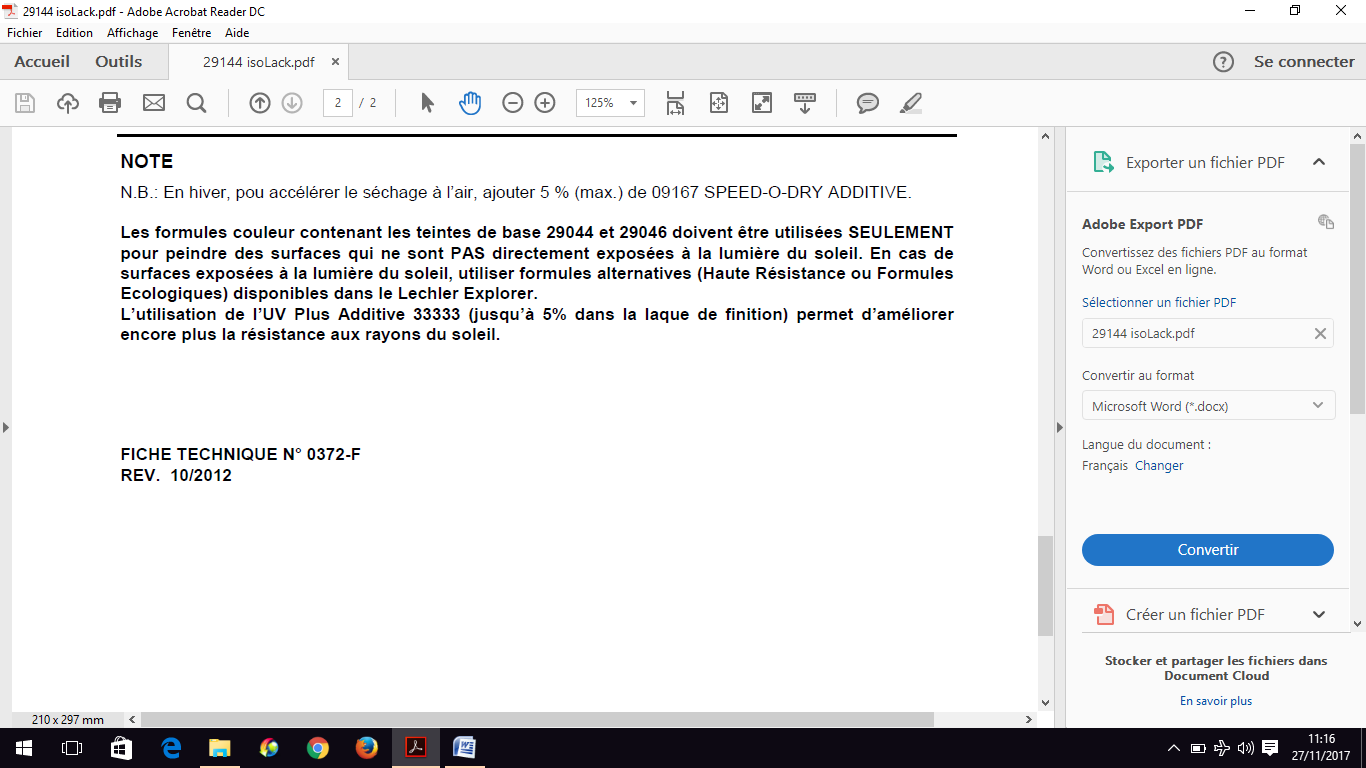 29144 isoLack.pdf - Adobe Acrobat Reader DC
Fichier Edition Affichage Fenêtre Aide
Accueil Outils 29144 isoLack.pdf × ? Se connecter
2 / 2 125%
NOTE
N.B.: En hiver, pou accélérer le séchage à l'air, ajouter 5 % (max.) de 09167 SPEED-O-DRY ADDITIVE.
Les formules couleur contenant les teintes de base 29044 et 29046 doivent être utilisées SEULEMENT
pour peindre des surfaces qui ne sont PAS directement exposées à la lumière du soleil. En cas de
surfaces exposées à la lumière du soleil, utiliser formules alternatives (Haute Résistance ou Formules
Ecologiques) disponibles dans le Lechler Explorer.
L'utilisation de l'UV Plus Additive 33333 (jusqu'à 5% dans la laque de finition) permet d'améliorer
encore plus la résistance aux rayons du soleil.
FICHE TECHNIQUE N° 0372-F
REV. 10/2012
210 x 297 mm
Exporter un fichier PDF
Adobe Export PDF
Convertissez des fichiers PDF au format
Word ou Excel en ligne.
Sélectionner un fichier PDF
29144 isoLack.pdf
Convertir au format
Microsoft Word (*.docx)
Langue du document :
Français Changer
Convertir
Créer un fichier PDF
Stocker et partager les fichiers dans
Document Cloud
En savoir plus
11:16
27/11/2017